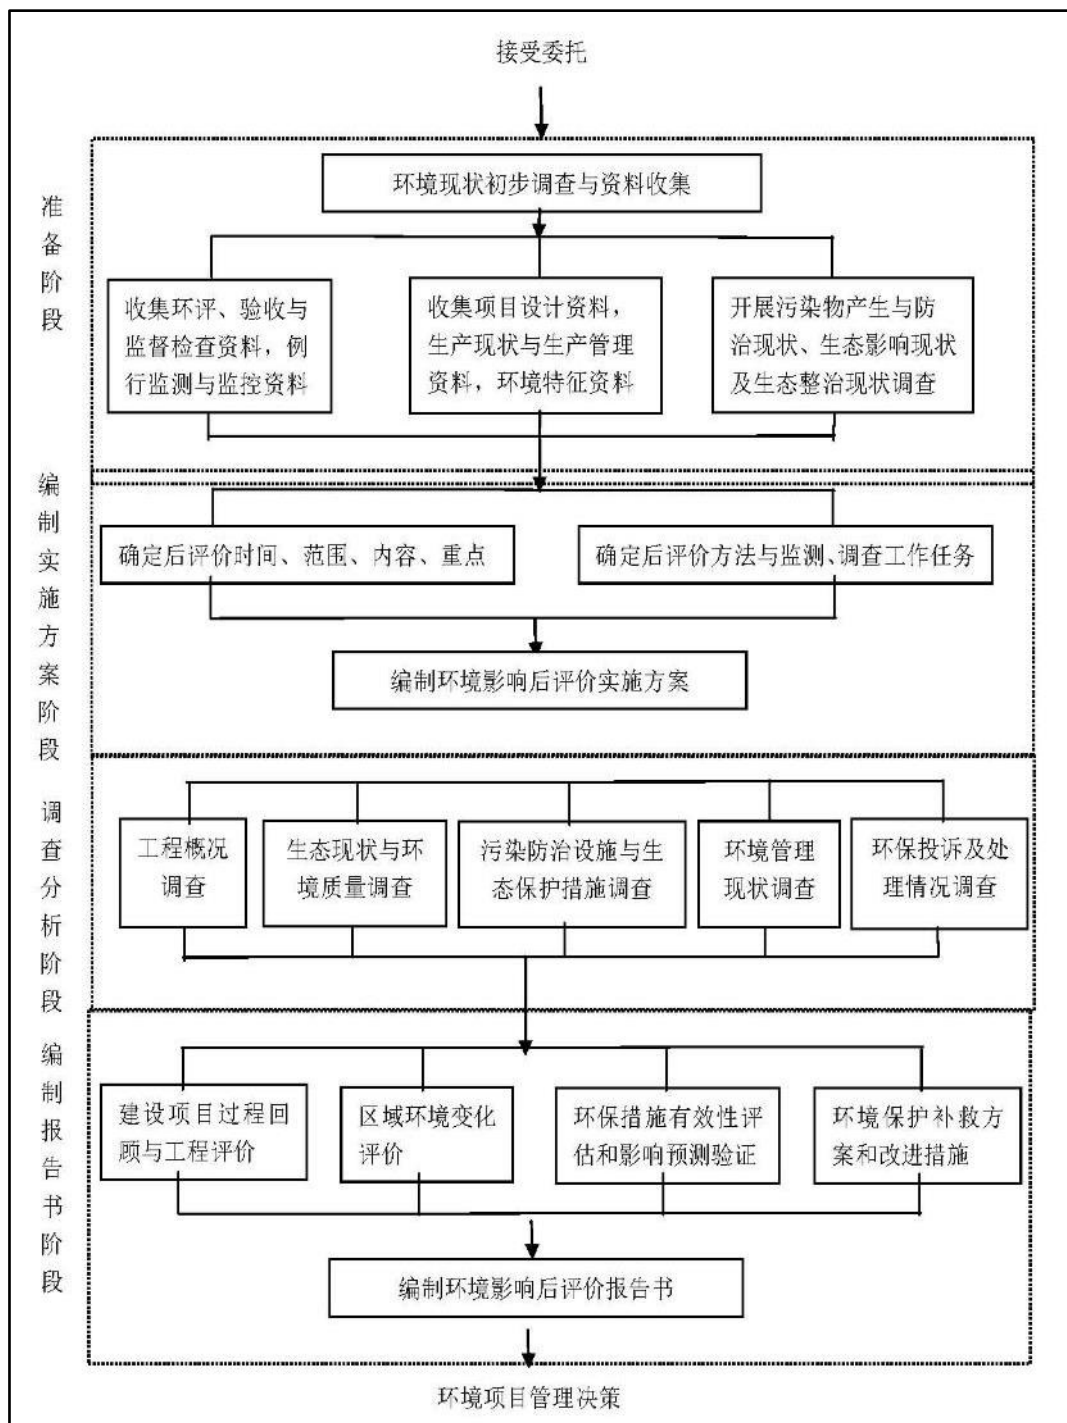 接受委托
准备阶段
环境现状初步调查与资料收集
收集环评、验收与
监督检查资料，例
行监测与监控资料
收集项目设计资料，
生产现状与生产管理
资料，环境特征资料
开展污染物产生与防
治现状、生态影响现状
及生态整治现状调查
编制实施方案阶段
确定后评价时间、范围、内容、重点
确定后评价方法与监测、调查工作任务
编制环境影响后评价实施方案
调查分析阶段
工程概况
调查
生态现状与环
境质量调查
污染防治设施与生
态保护措施调查
环境管理
现状调查
环保投诉及处
理情况调查
编制报告书阶段
建设项目过程回
顾与工程评价
区域环境变化
评价
环保措施有效性评
估和影响预测验证
环境保护补救方
案和改进措施
编制环境影响后评价报告书
环境项目管理决策